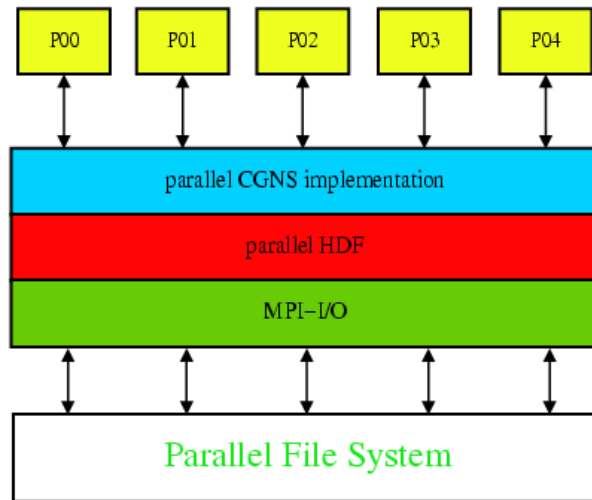 P00 P01 P02 P03 P04
parallel CGNS implementation
parallel HDF
MPI−I/O
Parallel File System